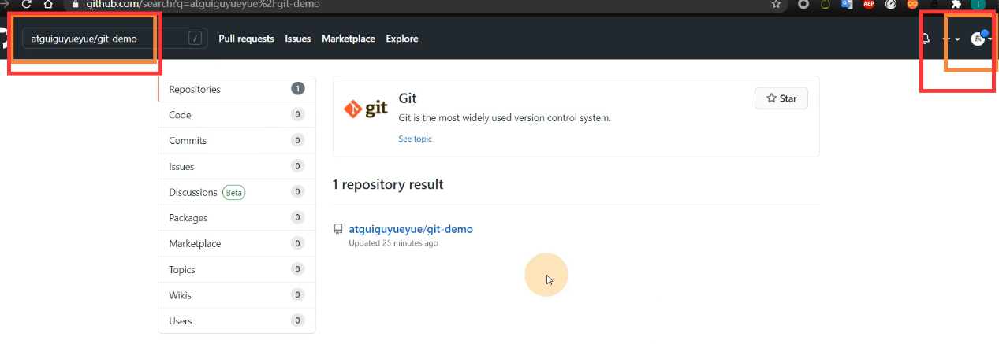 github.com/search?q=atguiguyueyue%2Fgit-demo
ABP
I
atguiguyueyue/git-demo
/
Pull requests
Issues
Marketplace
Explore
东
Repositories 1
Code 0
Commits 0
Issues 0
Discussions Beta 0
Packages 0
Marketplace 0
Topics 0
Wikis 0
Users 0
git
Git
Star
Git is the most widely used version control system.
See topic
1 repository result
atguiguyueyue/git-demo
Updated 25 minutes ago